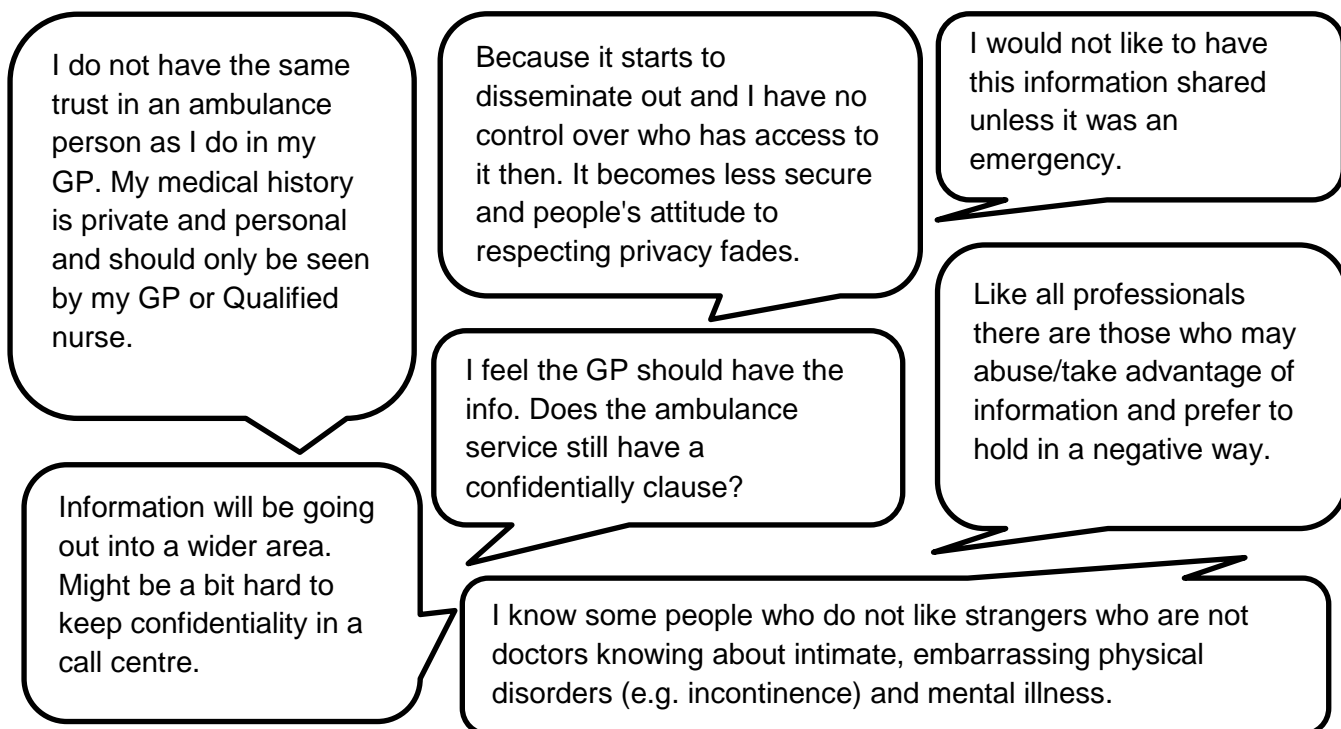 I do not have the same
trust in an ambulance
person as I do in my
GP. My medical history
is private and personal
and should only be seen
by my GP or Qualified
nurse.
Because it starts to
disseminate out and I have no
control over who has access to
it then. It becomes less secure
and people's attitude to
respecting privacy fades.
I would not like to have
this information shared
unless it was an
emergency.
Like all professionals
there are those who may
abuse/take advantage of
information and prefer to
hold in a negative way.
I feel the GP should have the
info. Does the ambulance
service still have a
confidentially clause?
Information will be going
out into a wider area.
Might be a bit hard to
keep confidentiality in a
call centre.
I know some people who do not like strangers who are not
doctors knowing about intimate, embarrassing physical
disorders (e.g. incontinence) and mental illness.